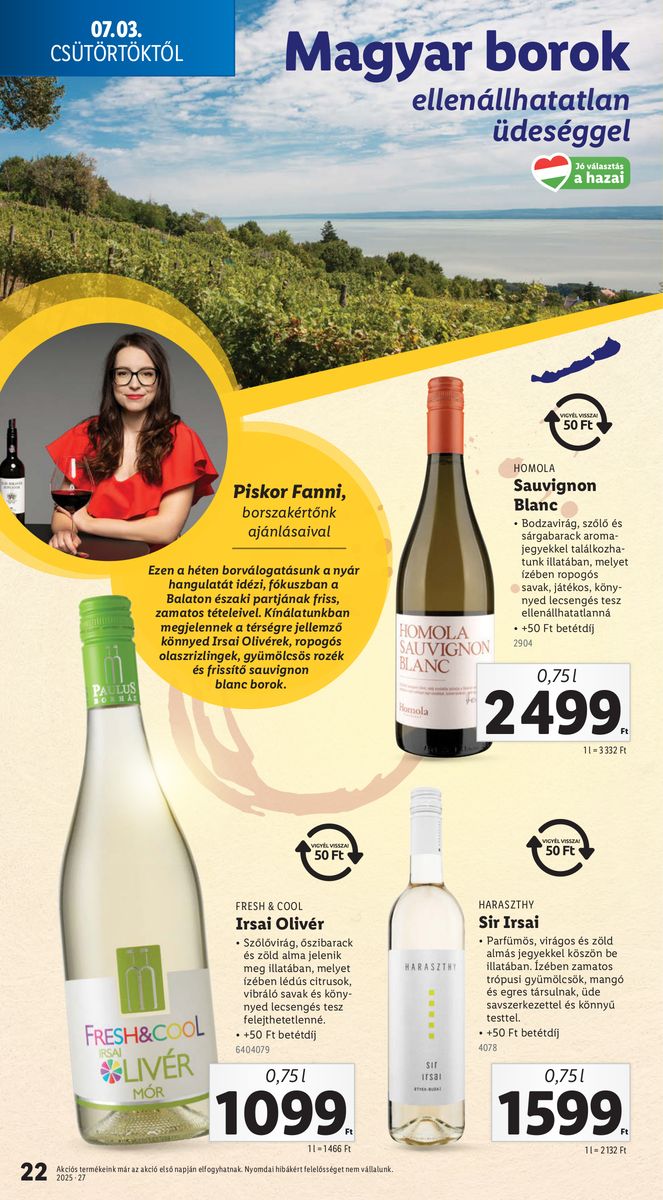 07.03.
CSÜTÖRTÖKTŐL
Magyar borok
ellenállhatatlan
üdeséggel
Jó választás
a hazai
Piskor Fanni,
borszakértőnk
ajánlásaival
Ezen a héten borválogatásunk a nyár
hangulatát idézi, fókuszban a
Balaton északi partjának friss,
zamatos tételeivel. Kínálatunkban
megjelennek a térségre jellemző
könnyed Irsai Olivérek, ropogós
olaszrizlingek, gyümölcsös rozék
és frissítő sauvignon
blanc borok.
VIGYÉL VISSZA!
50 Ft
HOMOLA
Sauvignon
Blanc
• Bodzavirág, szőlő és
sárgabarack aroma-
jegyekkel találkozha-
tunk illatában, melyet
ízében ropogós
savak, játékos, köny-
nyed lecsengés tesz
ellenállhatatlanná
• +50 Ft betétdíj
2904
HOMOLA
SAUVIGNON
BLANC
Homola
0,75 l
2499 Ft
1 l = 3 332 Ft
PAULUS
BORHÁZ
FRESH&COOL
IRSAI
OLIVÉR
MÓR
VIGYÉL VISSZA!
50 Ft
FRESH & COOL
Irsai Olivér
• Szőlővirág, őszibarack
és zöld alma jelenik
meg illatában, melyet
ízében lédús citrusok,
vibráló savak és köny-
nyed lecsengés tesz
felejthetetlenné.
• +50 Ft betétdíj
6404079
0,75 l
1099 Ft
1 l = 1 466 Ft
HARASZTHY
sir
irsai
ETYEK-BUDAI
VIGYÉL VISSZA!
50 Ft
HARASZTHY
Sir Irsai
• Parfümös, virágos és zöld
almás jegyekkel köszön be
illatában. Ízében zamatos
trópusi gyümölcsök, mangó
és egres társulnak, üde
savszerkezettel és könnyű
testtel.
• +50 Ft betétdíj
4078
0,75 l
1599 Ft
1 l = 2 132 Ft
22
Akciós termékeink már az akció első napján elfogyhatnak. Nyomdai hibákért felelősséget nem vállalunk.
2025 · 27